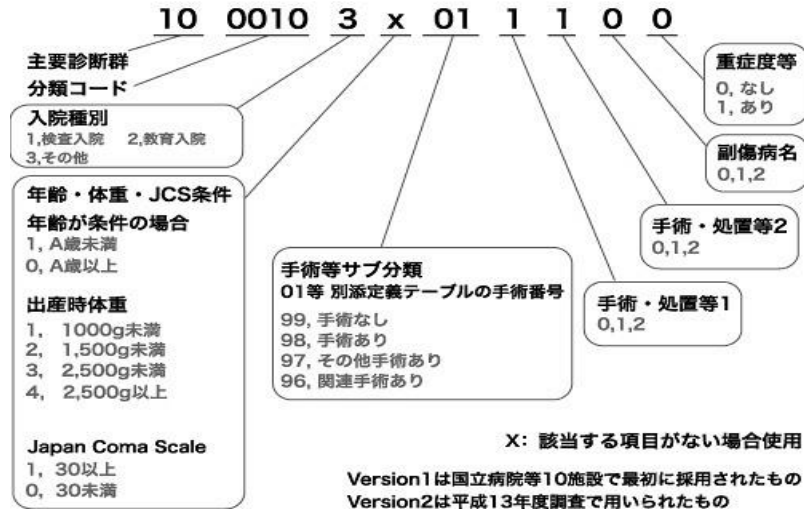 10 0010 3 x 01 1 1 0 0
主要診断群
分類コード
入院種別
1,検査入院 2,教育入院
3,その他
年齢・体重・JCS条件
年齢が条件の場合
1, A歳未満
0, A歳以上
出産時体重
1, 1000g未満
2, 1,500g未満
3, 2,500g未満
4, 2,500g以上
Japan Coma Scale
1, 30以上
0, 30未満
手術等サブ分類
01等 別添定義テーブルの手術番号
99, 手術なし
98, 手術あり
97, その他手術あり
96, 関連手術あり
手術・処置等1
0,1,2
手術・処置等2
0,1,2
副傷病名
0,1,2
重症度等
0, なし
1, あり
X: 該当する項目がない場合使用
Version1は国立病院等10施設で最初に採用されたもの
Version2は平成13年度調査で用いられたもの